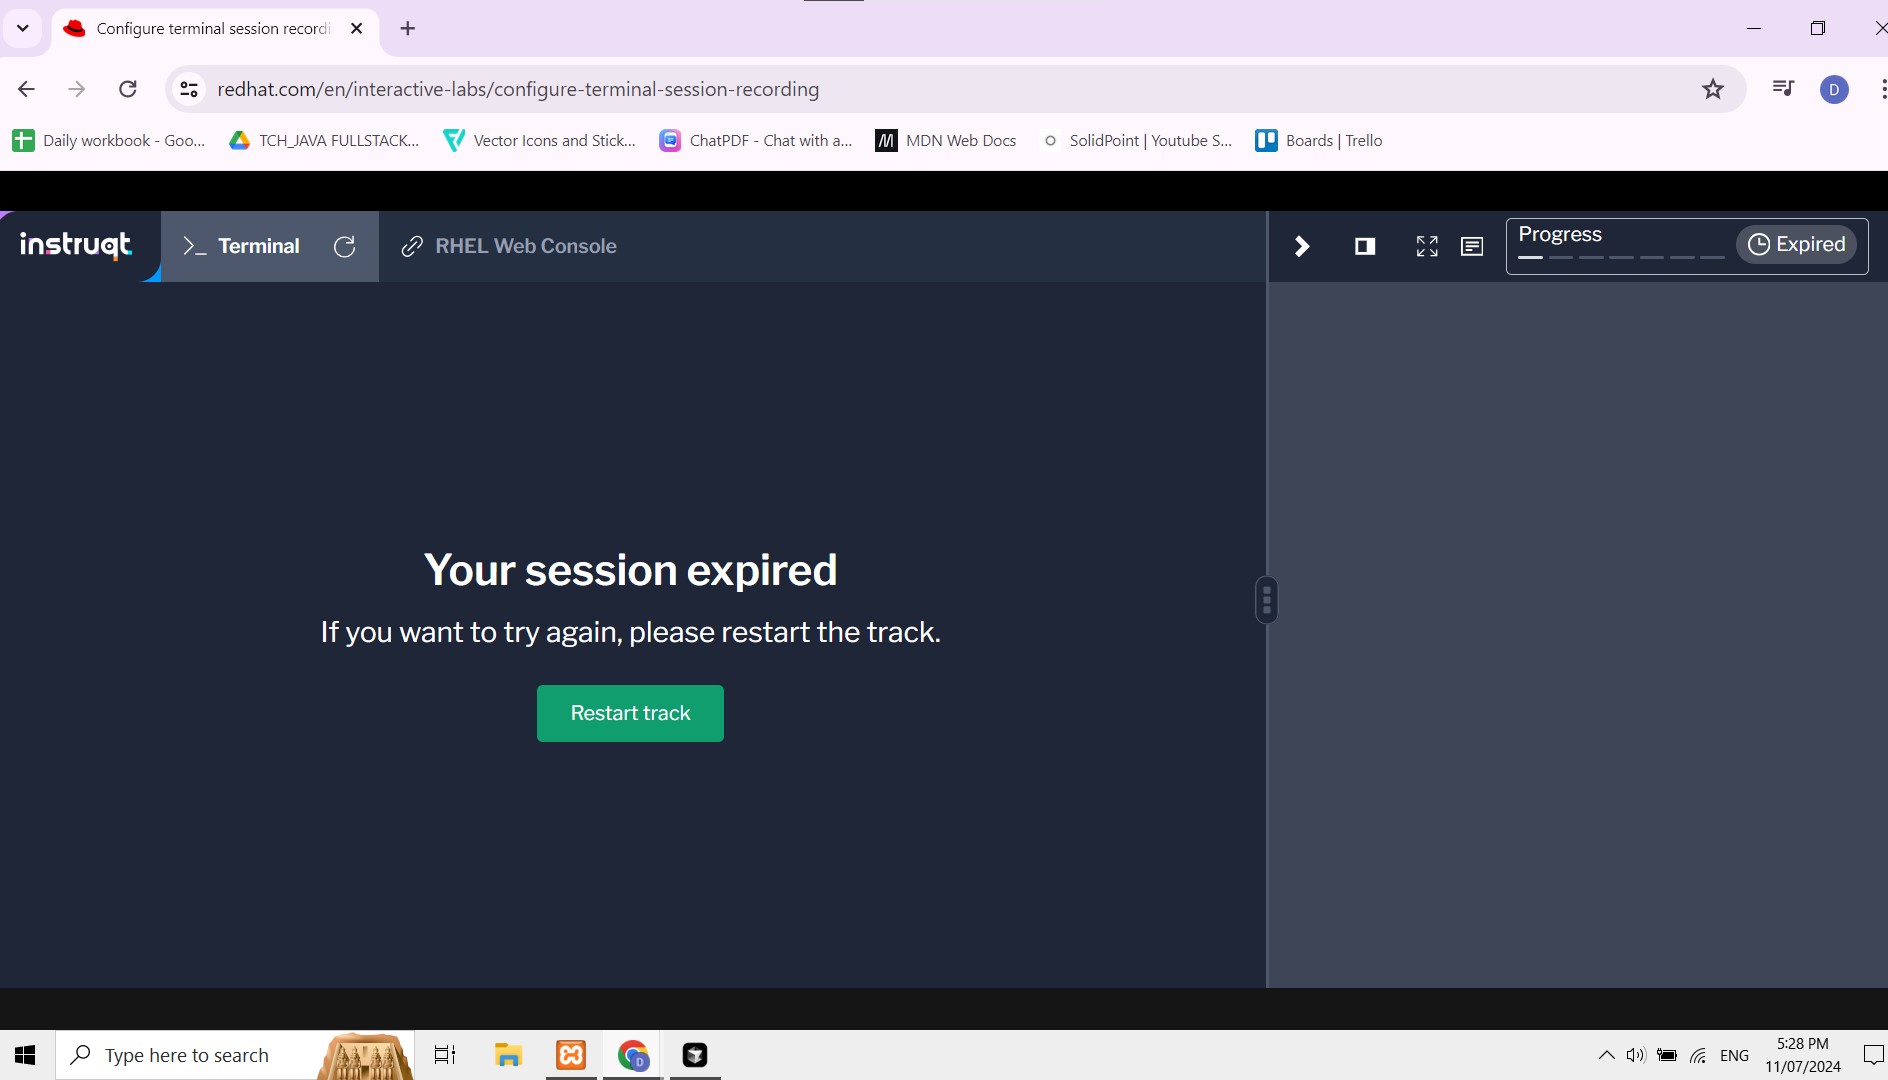 Configure terminal session recordi
redhat.com/en/interactive-labs/configure-terminal-session-recording
D
Daily workbook - Goo...
TCH_JAVA FULLSTACK...
Vector Icons and Stick...
ChatPDF - Chat with a...
MDN Web Docs
SolidPoint | Youtube S...
Boards | Trello
instruqt
>_ Terminal
RHEL Web Console
Progress
Expired
Your session expired
If you want to try again, please restart the track.
Restart track
Type here to search
D
ENG
5:28 PM
11/07/2024